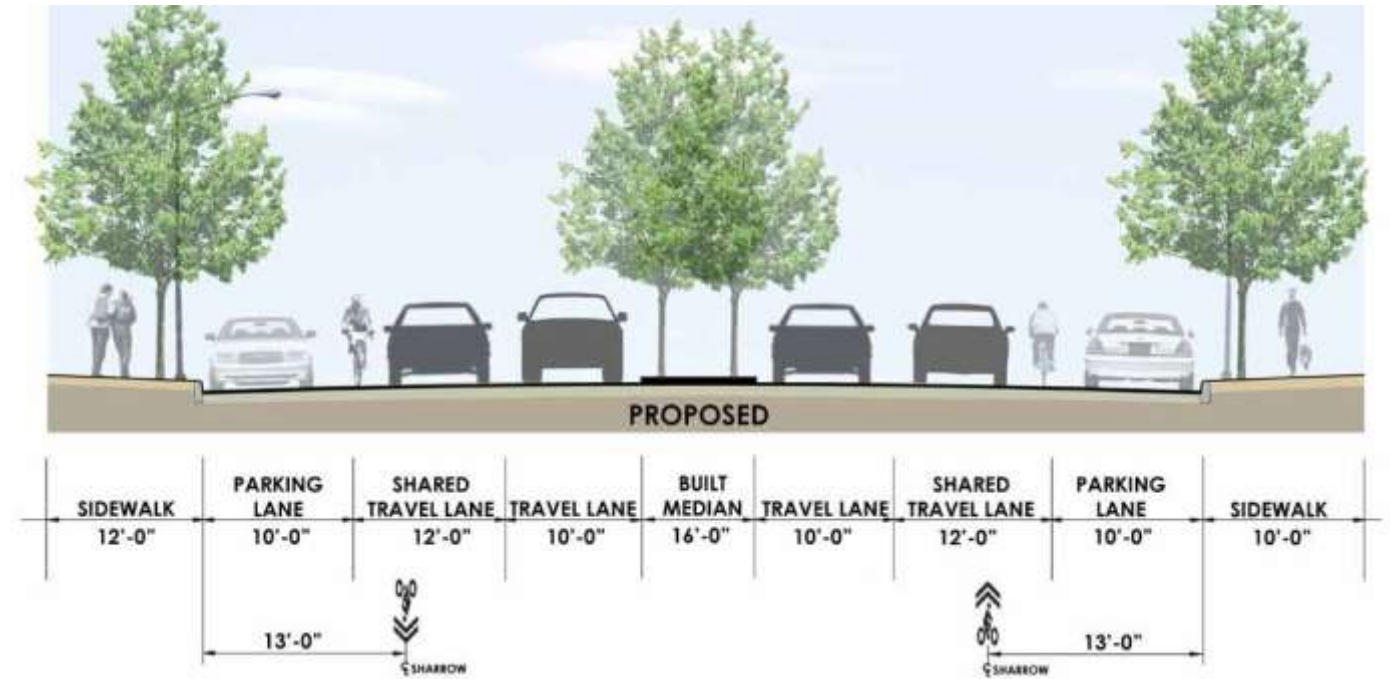 PROPOSED
SIDEWALK
12'-0"
PARKING
LANE
10'-0"
SHARED
TRAVEL LANE
12'-0"
TRAVEL LANE
10'-0"
BUILT
MEDIAN
16'-0"
TRAVEL LANE
10'-0"
SHARED
TRAVEL LANE
12'-0"
PARKING
LANE
10'-0"
SIDEWALK
10'-0"
13'-0"
℄ SHARROW
13'-0"
℄ SHARROW